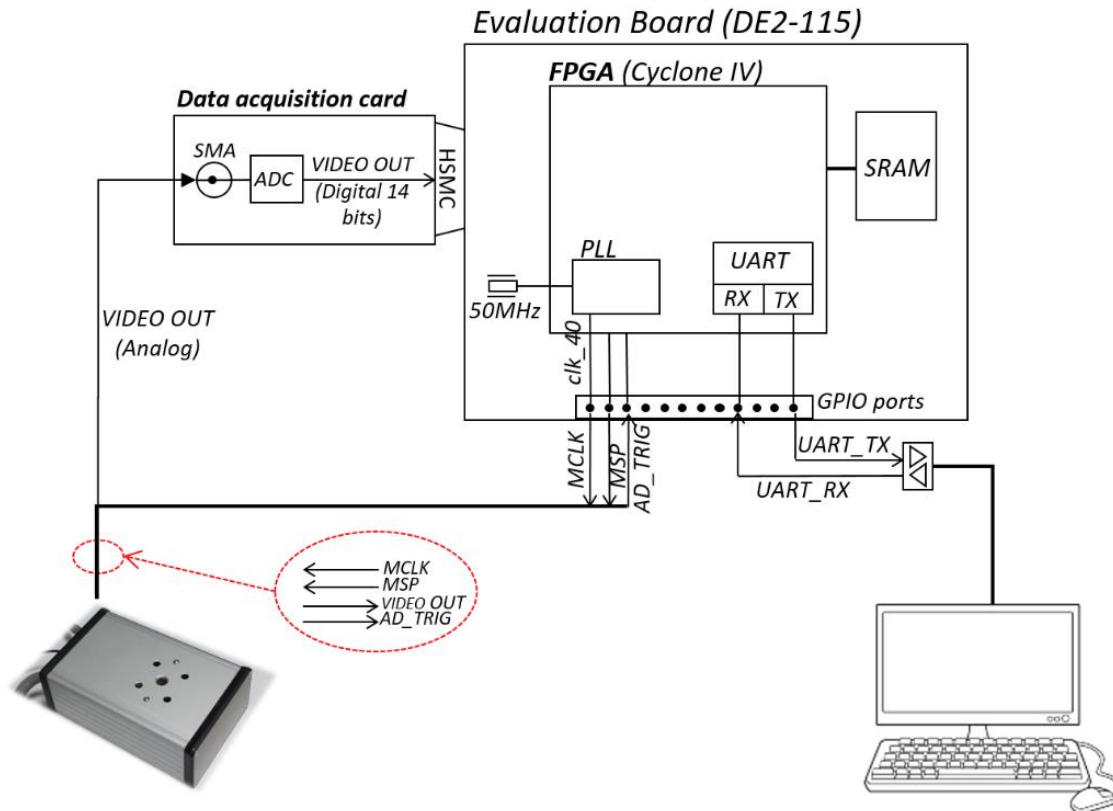 Evaluation Board (DE2-115)
FPGA (Cyclone IV)
Data acquisition card
SMA
ADC
VIDEO OUT
(Digital 14
bits)
HSMC
SRAM
PLL
UART
RX
TX
50MHz
VIDEO OUT
(Analog)
clk_40
GPIO ports
MCLK
MSP
AD_TRIG
UART_TX
UART_RX
MCLK
MSP
VIDEO OUT
AD_TRIG